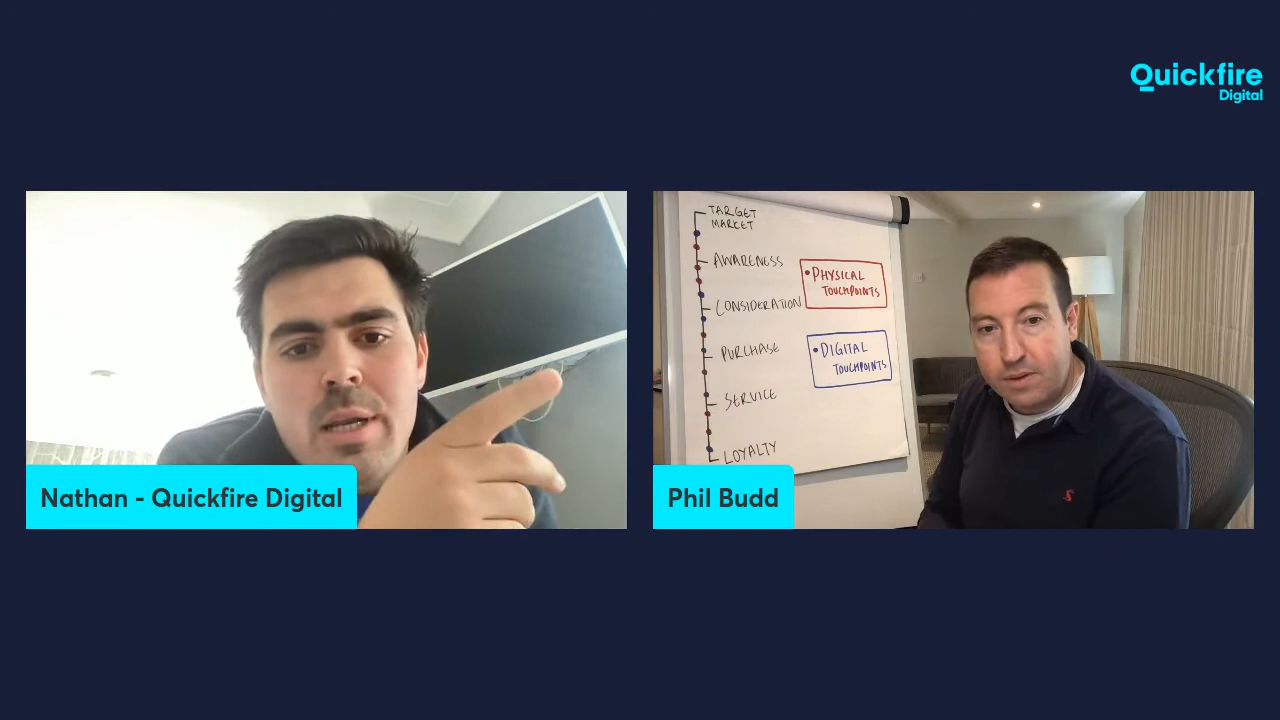 Quickfire
Digital
TARGET
MARKET
AWARENESS
PHYSICAL
TOUCHPOINTS
CONSIDERATION
PURCHASE
DIGITAL
TOUCHPOINTS
SERVICE
LOYALTY
Nathan - Quickfire Digital
Phil Budd